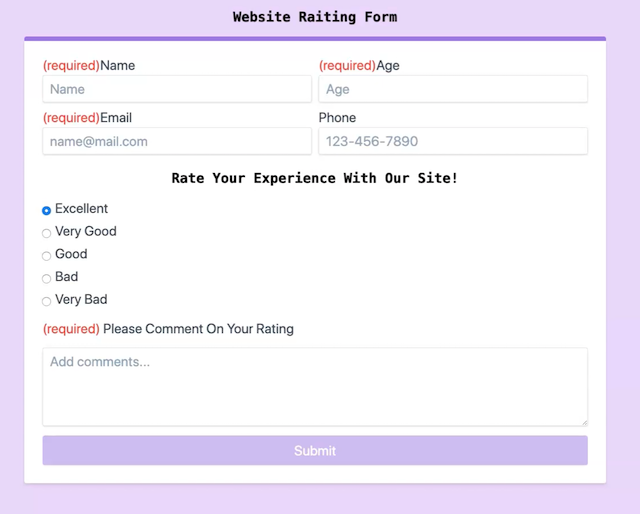 Website Raiting Form
(required)Name (required)Age
Name Age
(required)Email Phone
name@mail.com 123-456-7890
Rate Your Experience With Our Site!
Excellent
Very Good
Good
Bad
Very Bad
(required) Please Comment On Your Rating
Add comments...
Submit